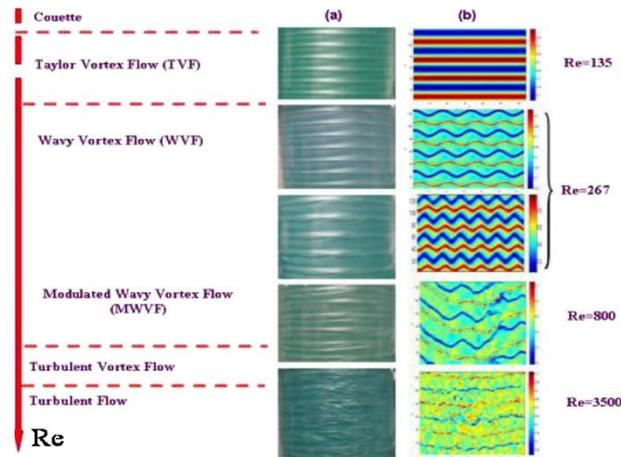 Couette
(a)
(b)
Taylor Vortex Flow (TVF)
Re=135
Wavy Vortex Flow (WVF)
Re=267
Modulated Wavy Vortex Flow
(MWVF)
Re=800
Turbulent Vortex Flow
Turbulent Flow
Re=3500
Re